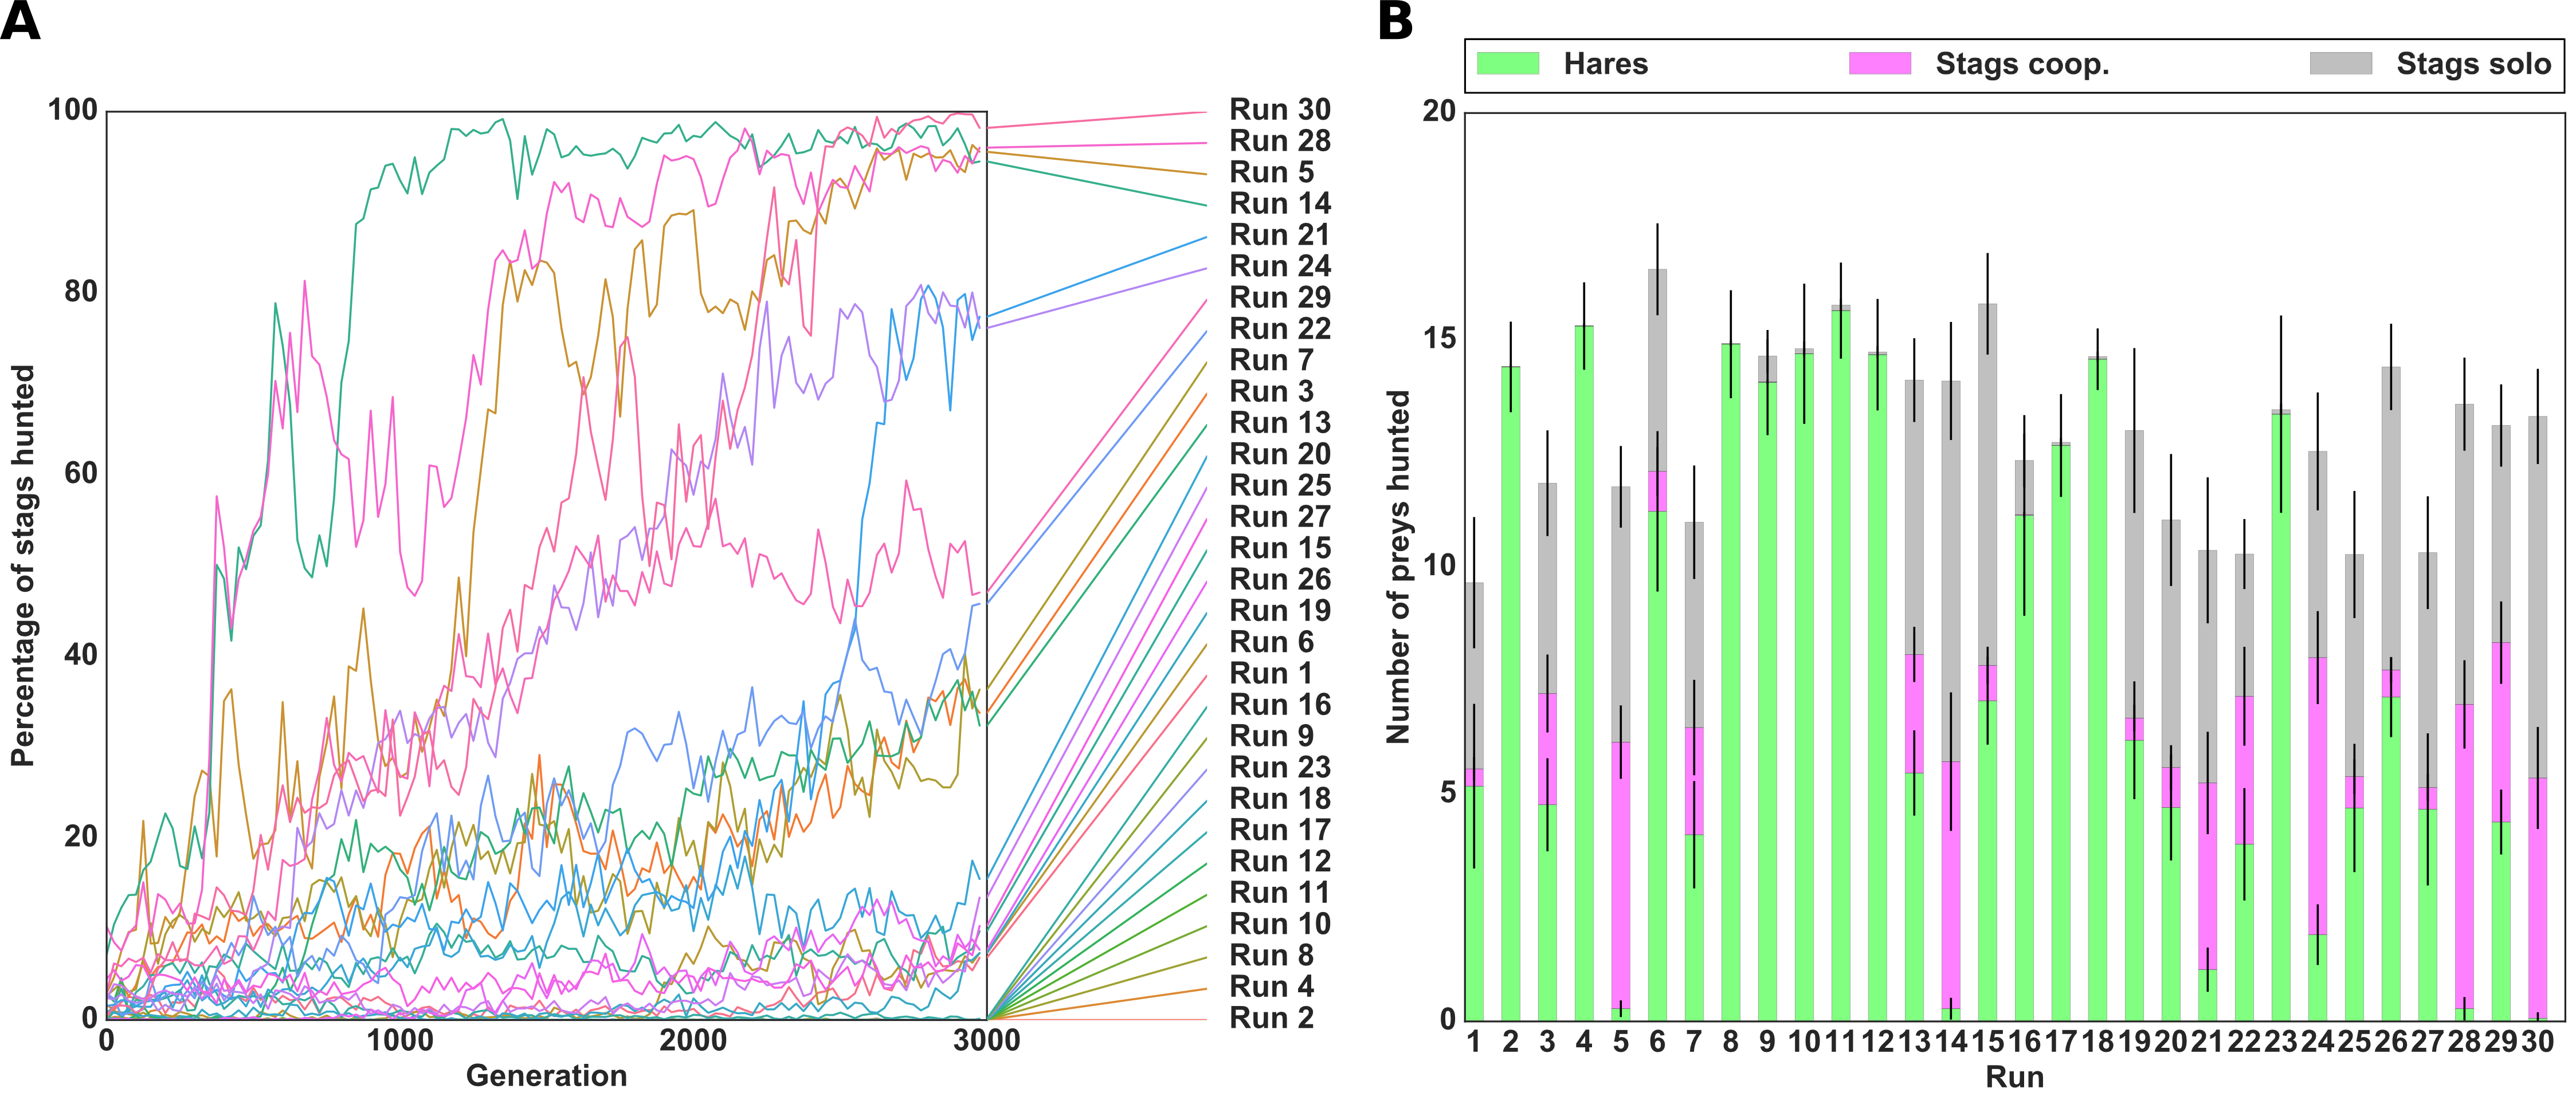 A
100
80
60
40
20
0
Percentage of stags hunted
0 1000 2000 3000
Generation
Run 30
Run 28
Run 5
Run 14
Run 21
Run 24
Run 29
Run 22
Run 7
Run 3
Run 13
Run 20
Run 25
Run 27
Run 15
Run 26
Run 19
Run 6
Run 1
Run 16
Run 9
Run 23
Run 18
Run 17
Run 12
Run 11
Run 10
Run 8
Run 4
Run 2
B
Hares Stags coop. Stags solo
20
15
10
5
0
Number of preys hunted
1 2 3 4 5 6 7 8 9 10 11 12 13 14 15 16 17 18 19 20 21 22 23 24 25 26 27 28 29 30
Run